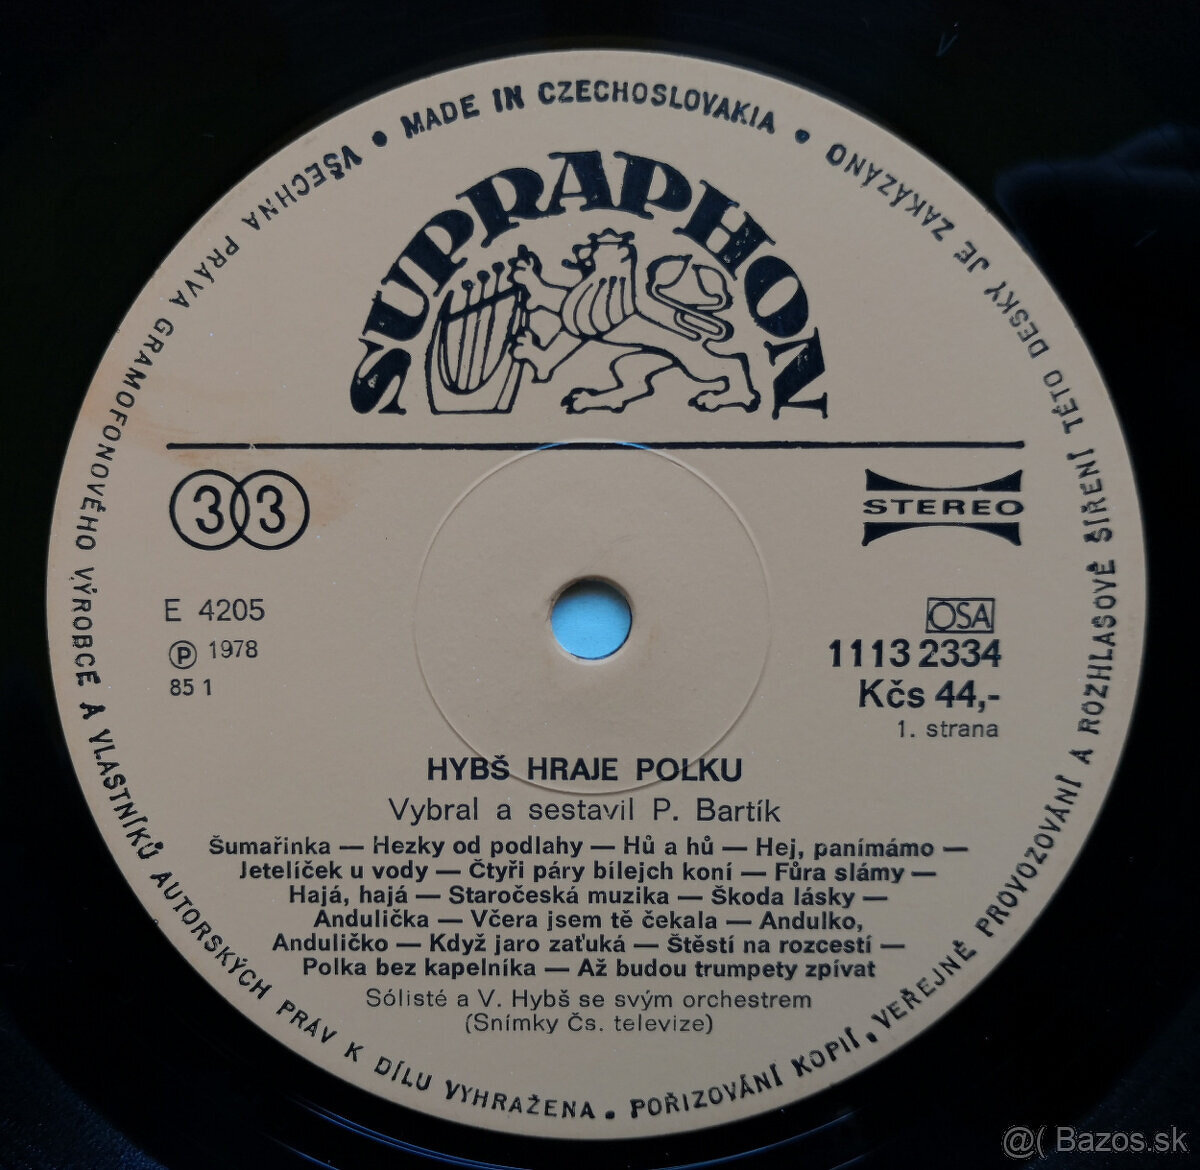 MADE IN CZECHOSLOVAKIA
VŠECHNA PRÁVA GRAMOFONOVÉHO VÝROBCE A VLASTNÍKŮ AUTORSKÝCH PRÁV K DÍLU VYHRAŽENA. POŘIZOVÁNÍ KOPIÍ, VEŘEJNÉ PROVOZOVÁNÍ A ROZHLASOVÉ ŠÍŘENÍ TÉTO DESKY JE ZAKÁZÁNO
SUPRAPHON
33
STEREO
E 4205
Ⓟ 1978
85 1
OSA
1113 2334
Kčs 44,-
1. strana
HYBŠ HRAJE POLKU
Vybral a sestavil P. Bartík
Šumařinka — Hezky od podlahy — Hů a hů — Hej, panímámo —
Jetelíček u vody — Čtyři páry bílejch koní — Fůra slámy —
Hajá, hajá — Staročeská muzika — Škoda lásky —
Andulička — Včera jsem tě čekala — Andulko,
Anduličko — Když jaro zaťuká — Štěstí na rozcestí —
Polka bez kapelníka — Až budou trumpety zpívat
Sólisté a V. Hybš se svým orchestrem
(Snímky Čs. televize)
@( Bazos.sk